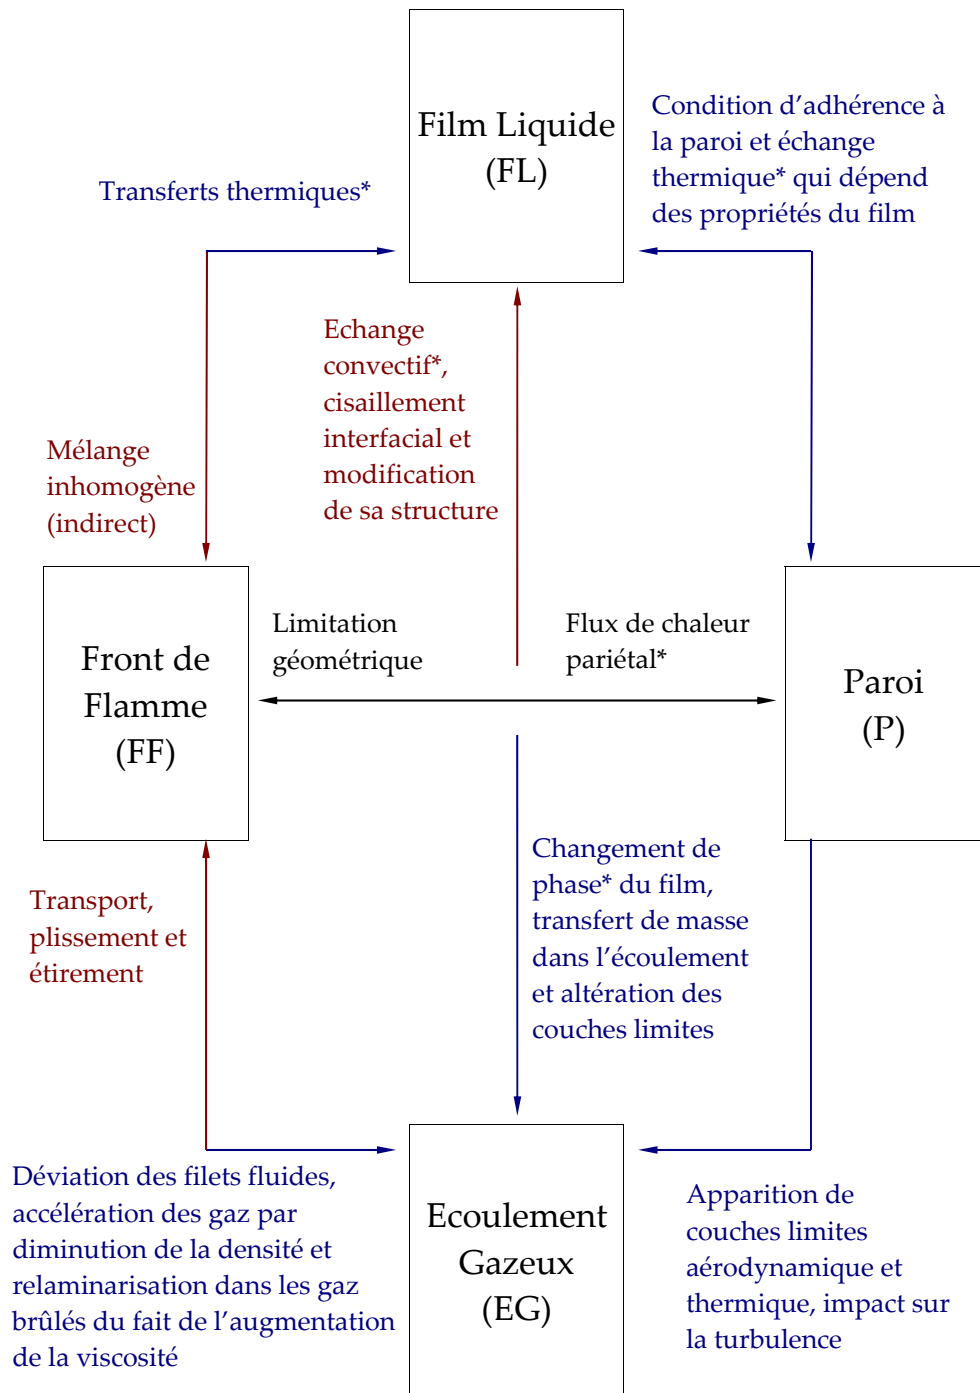 Film Liquide
(FL)
Condition d’adhérence à
la paroi et échange
thermique* qui dépend
des propriétés du film
Transferts thermiques*
Echange
convectif*,
cisaillement
interfacial et
modification
de sa structure
Mélange
inhomogène
(indirect)
Front de
Flamme
(FF)
Limitation
géométrique
Flux de chaleur
pariétal*
Paroi
(P)
Changement de
phase* du film,
transfert de masse
dans l’écoulement
et altération des
couches limites
Transport,
plissement et
étirement
Déviation des filets fluides,
accélération des gaz par
diminution de la densité et
relaminarisation dans les gaz
brûlés du fait de l’augmentation
de la viscosité
Ecoulement
Gazeux
(EG)
Apparition de
couches limites
aérodynamique et
thermique, impact sur
la turbulence